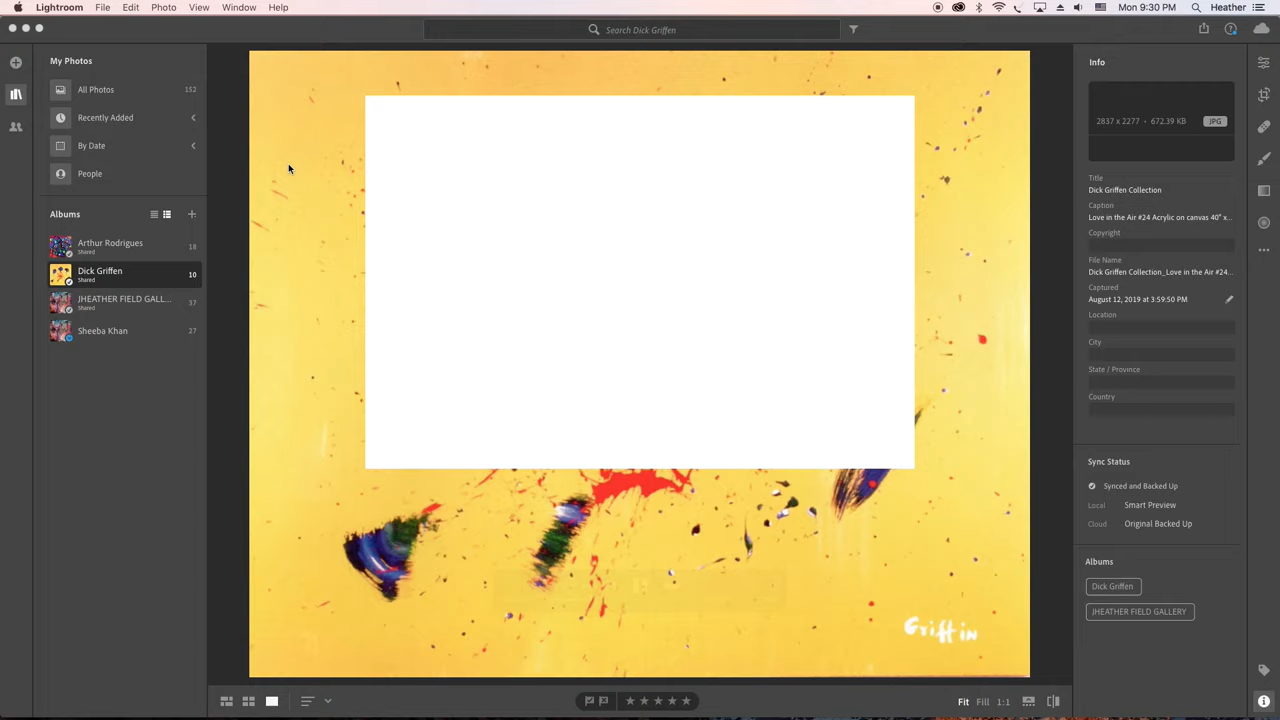 Lightroom File Edit Photo View Window Help Mon 9:30 PM Heather
Search Dick Griffen
My Photos
All Photos 152
Recently Added
By Date
People
Albums
Arthur Rodrigues 18
Shared
Dick Griffen 10
Shared
JHEATHER FIELD GALL... 37
Shared
Sheeba Khan 27
Griffin
Fit Fill 1:1
Info
2837 x 2277 • 672.39 KB JPG
Title
Dick Griffen Collection
Caption
Love in the Air #24 Acrylic on canvas 40" x...
Copyright
File Name
Dick Griffen Collection_Love in the Air #24...
Captured
August 12, 2019 at 3:59:50 PM
Location
City
State / Province
Country
Sync Status
Synced and Backed Up
Local Smart Preview
Cloud Original Backed Up
Albums
Dick Griffen
JHEATHER FIELD GALLERY